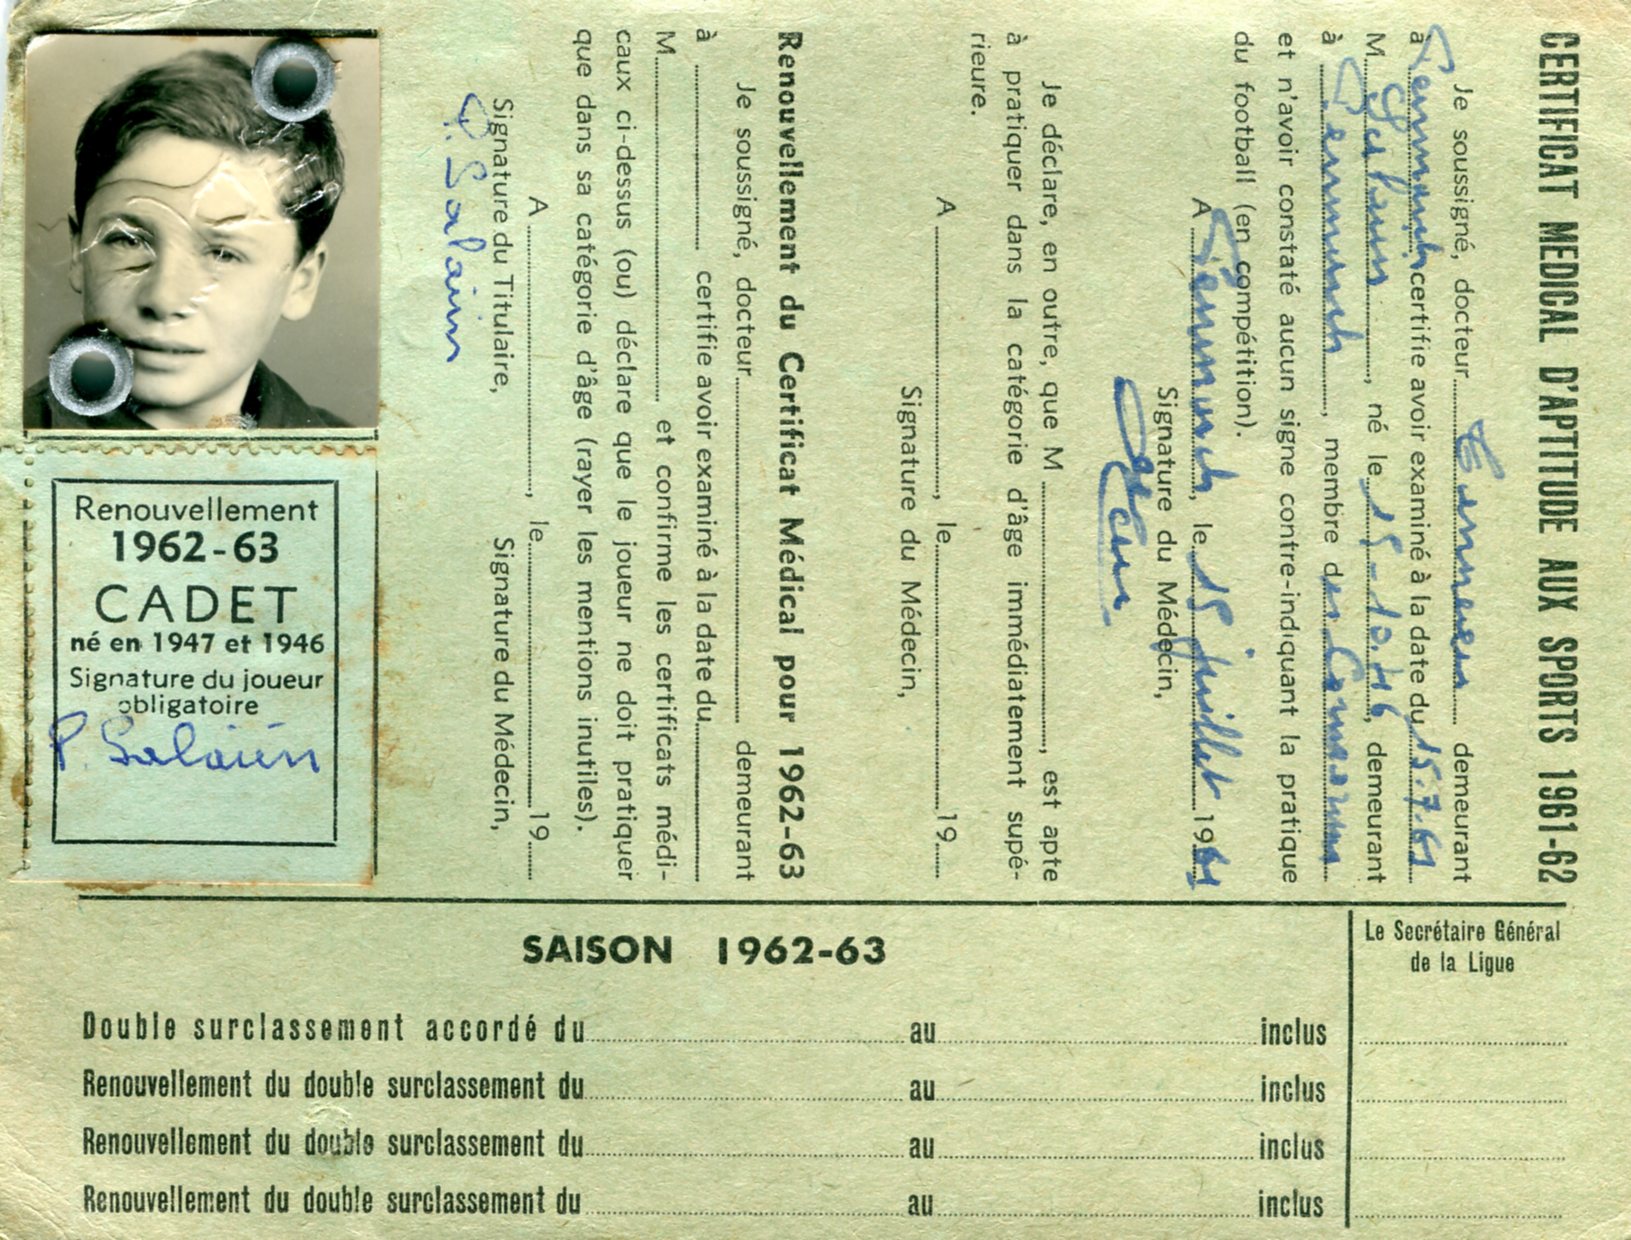 CERTIFICAT MEDICAL D'APTITUDE AUX SPORTS 1961-62
Je soussigné, docteur demeurant
à certifie avoir examiné à la date du 15.7.61
M. , né le 15-10.46, demeurant
à , membre
et n'avoir constaté aucun signe contre-indiquant la pratique
du football (en compétition).
A , le 15 juillet 1961
Signature du Médecin,
Je déclare, en outre, que M , est apte
à pratiquer dans la catégorie d'âge immédiatement supé-
rieure.
A , le 19
Signature du Médecin,
Renouvellement du Certificat Médical pour 1962-63
Je soussigné, docteur demeurant
à certifie avoir examiné à la date du
M et confirme les certificats médi-
caux ci-dessus (ou) déclare que le joueur ne doit pratiquer
que dans sa catégorie d'âge (rayer les mentions inutiles).
A , le 19
Signature du Titulaire, Signature du Médecin,
P. Salaün
Renouvellement
1962-63
CADET
né en 1947 et 1946
Signature du joueur
obligatoire
P. Salaün
SAISON 1962-63
Le Secrétaire Général
de la Ligue
Double surclassement accordé du au inclus
Renouvellement du double surclassement du au inclus
Renouvellement du double surclassement du au inclus
Renouvellement du double surclassement du au inclus